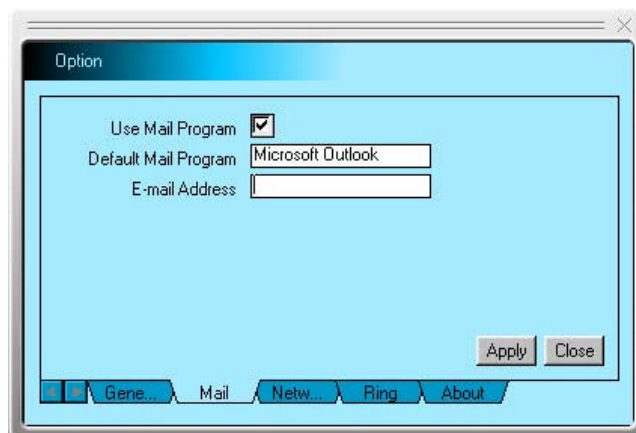 Option
Use Mail Program
Default Mail Program Microsoft Outlook
E-mail Address
Apply Close
Gene... Mail Netw... Ring About